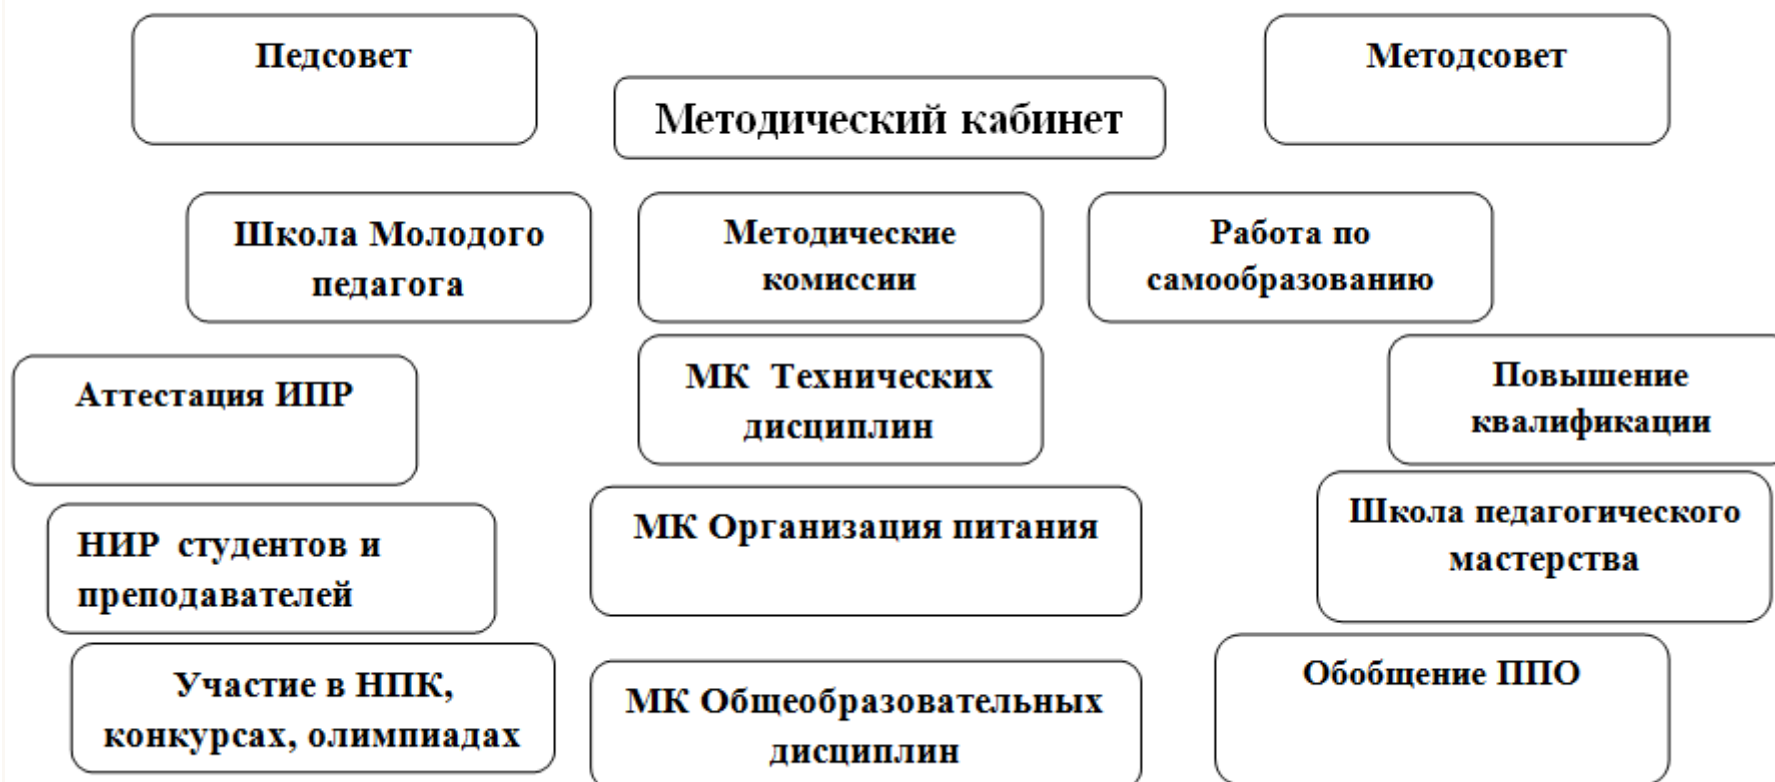 Педсовет
Методсовет
Методический кабинет
Школа Молодого
педагога
Методические
комиссии
Работа по
самообразованию
Аттестация ИПР
МК Технических
дисциплин
Повышение
квалификации
НИР студентов и
преподавателей
МК Организация питания
Школа педагогического
мастерства
Участие в НПК,
конкурсах, олимпиадах
МК Общеобразовательных
дисциплин
Обобщение ППО